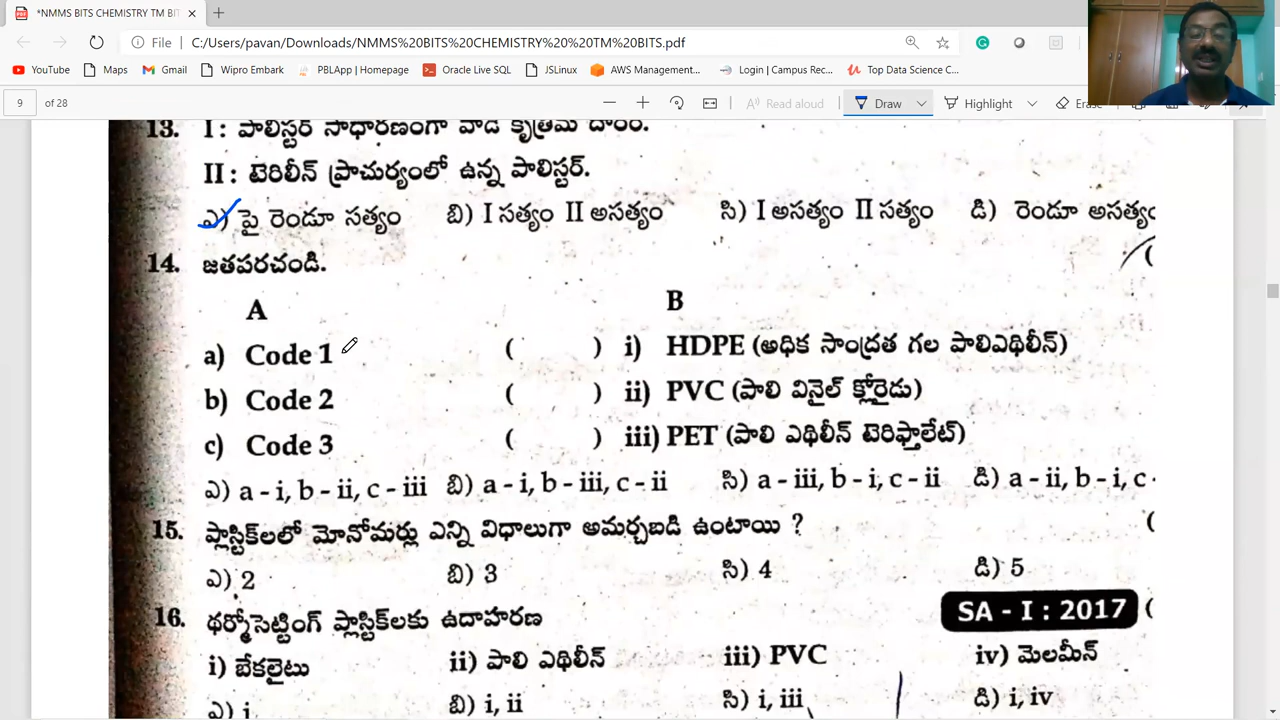 *NMMS BITS CHEMISTRY TM BIT
File C:/Users/pavan/Downloads/NMMS%20BITS%20CHEMISTRY%20%20TM%20BITS.pdf
YouTube Maps Gmail Wipro Embark PBLApp | Homepage Oracle Live SQL JSLinux AWS Management... Login | Campus Rec... Top Data Science C...
9 of 28 Read aloud Draw Highlight Erase
13. I : పాలిస్టర్ సాధారణంగా వాడే కృత్రిమ దారం.
II : టెరిలీన్ ప్రాచుర్యంలో ఉన్న పాలిస్టర్.
ఎ) పై రెండూ సత్యం బి) I సత్యం II అసత్యం సి) I అసత్యం II సత్యం డి) రెండూ అసత్యం
14. జతపరచండి. (
A B
a) Code 1 ( ) i) HDPE (అధిక సాంద్రత గల పాలిఎథిలీన్)
b) Code 2 ( ) ii) PVC (పాలి వినైల్ క్లోరైడు)
c) Code 3 ( ) iii) PET (పాలి ఎథిలీన్ టెరిఫ్తాలేట్)
ఎ) a - i, b - ii, c - iii బి) a - i, b - iii, c - ii సి) a - iii, b - i, c - ii డి) a - ii, b - i, c -
15. ప్లాస్టిక్‌లలో మోనోమర్లు ఎన్ని విధాలుగా అమర్చబడి ఉంటాయి ? (
ఎ) 2 బి) 3 సి) 4 డి) 5
16. థర్మోసెట్టింగ్ ప్లాస్టిక్‌లకు ఉదాహరణ SA - I : 2017 (
i) బేకలైటు ii) పాలి ఎథిలీన్ iii) PVC iv) మెలమీన్
ఎ) i బి) i, ii సి) i, iii డి) i, iv